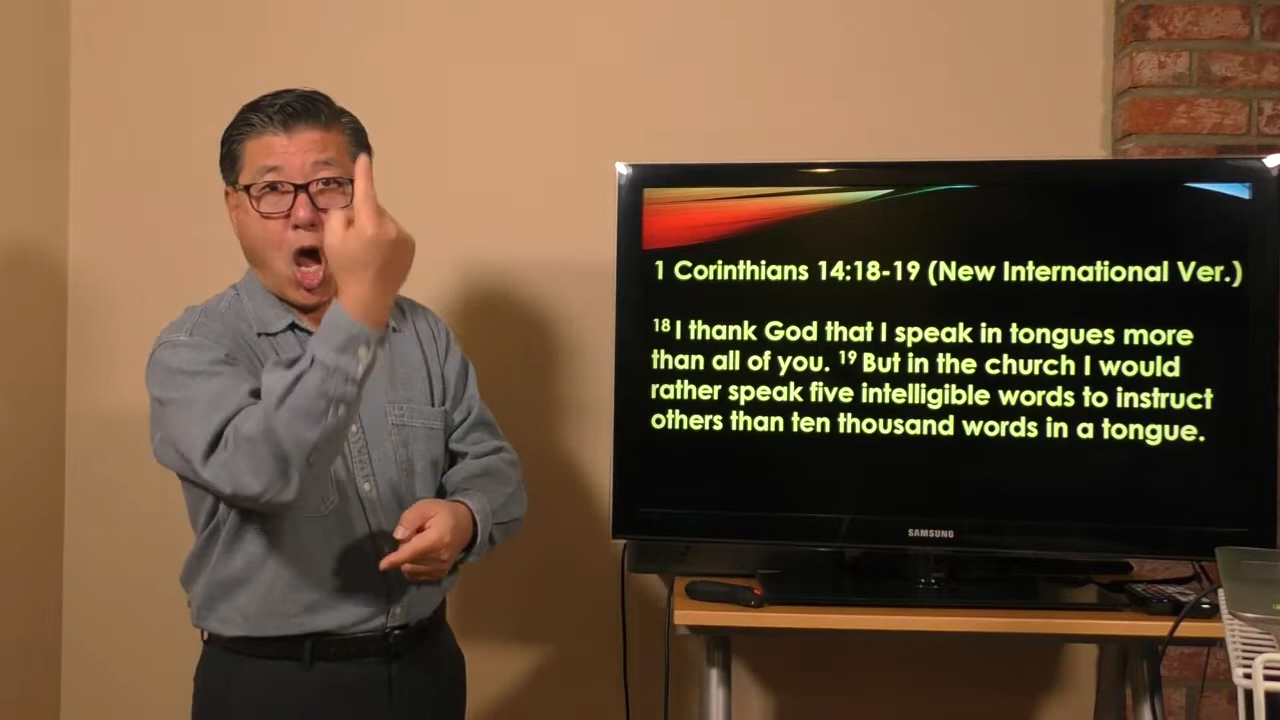 1 Corinthians 14:18-19 (New International Ver.)
18 I thank God that I speak in tongues more
than all of you. 19 But in the church I would
rather speak five intelligible words to instruct
others than ten thousand words in a tongue.
SAMSUNG